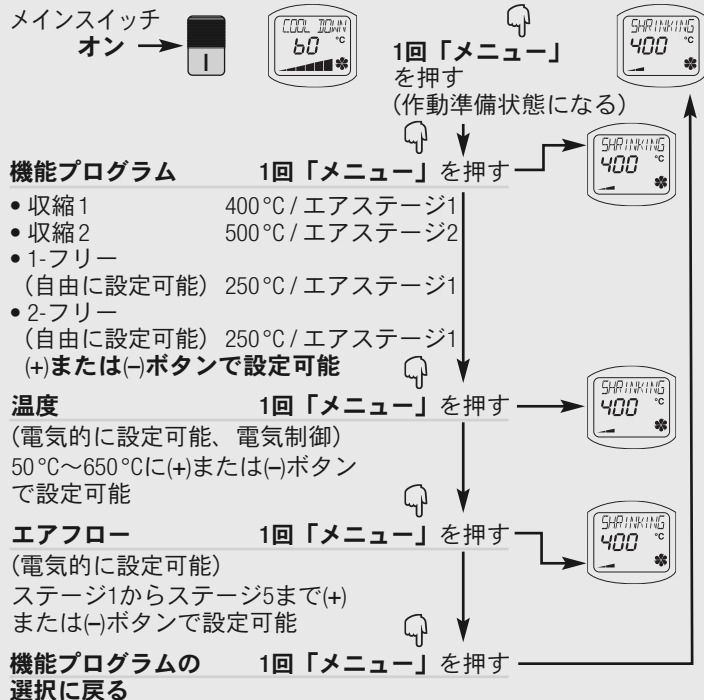 メインスイッチ
オン
I
COOL DOWN
60 °C
1回「メニュー」
を押す
(作動準備状態になる)
SHRINKING
400 °C
機能プログラム 1回「メニュー」を押す
SHRINKING
400 °C
• 収縮1 400°C / エアステージ1
• 収縮2 500°C / エアステージ2
• 1-フリー
(自由に設定可能) 250°C / エアステージ1
• 2-フリー
(自由に設定可能) 250°C / エアステージ1
(+)または(–)ボタンで設定可能
温度 1回「メニュー」を押す
SHRINKING
400 °C
(電気的に設定可能、電気制御)
50°C〜650°Cに(+)または(–)ボタン
で設定可能
エアフロー 1回「メニュー」を押す
SHRINKING
400 °C
(電気的に設定可能)
ステージ1からステージ5まで(+)
または(–)ボタンで設定可能
機能プログラムの 1回「メニュー」を押す
選択に戻る